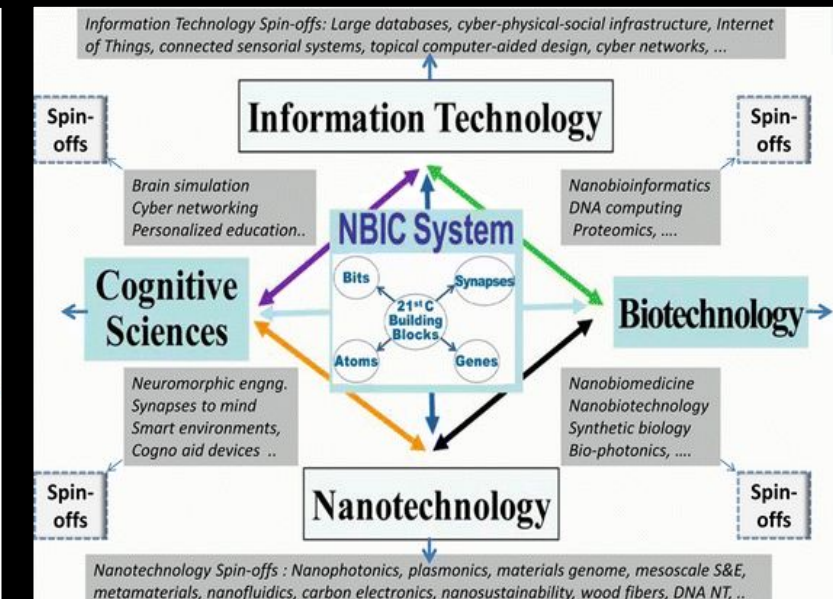 Information Technology Spin-offs: Large databases, cyber-physical-social infrastructure, Internet
of Things, connected sensorial systems, topical computer-aided design, cyber networks, ...
Spin-
offs
Information Technology
Spin-
offs
Brain simulation
Cyber networking
Personalized education..
Nanobioinformatics
DNA computing
Proteomics, ....
NBIC System
Bits
Synapses
21st C
Building
Blocks
Atoms
Genes
Cognitive
Sciences
Biotechnology
Neuromorphic engng.
Synapses to mind
Smart environments,
Cogno aid devices ..
Nanobiomedicine
Nanobiotechnology
Synthetic biology
Bio-photonics, ....
Spin-
offs
Nanotechnology
Spin-
offs
Nanotechnology Spin-offs : Nanophotonics, plasmonics, materials genome, mesoscale S&E,
metamaterials, nanofluidics, carbon electronics, nanosustainability, wood fibers, DNA NT, ..